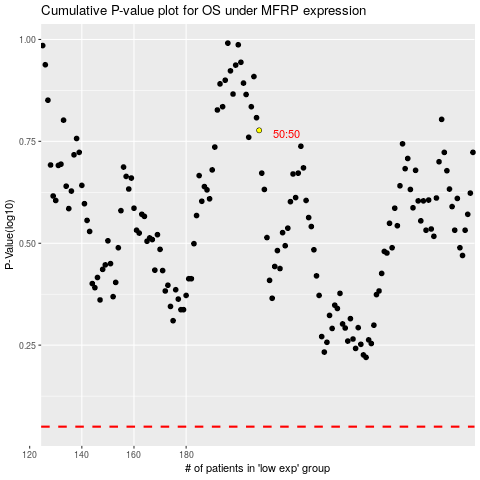 Cumulative P-value plot for OS under MFRP expression
1.00
0.75
50:50
0.50
0.25
P-Value(log10)
120 140 160 180
# of patients in 'low exp' group